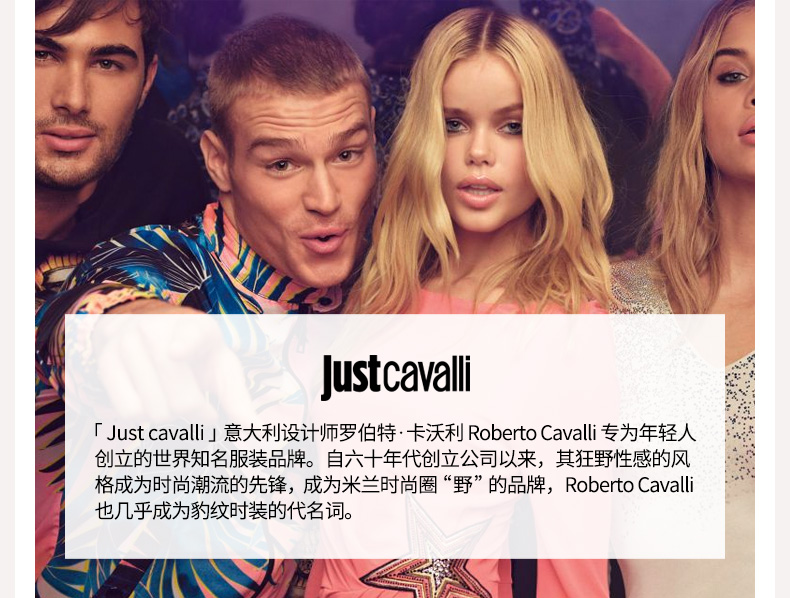 Justcavalli
「 Just cavalli 」意大利设计师罗伯特·卡沃利 Roberto Cavalli 专为年轻人
创立的世界知名服装品牌。自六十年代创立公司以来，其狂野性感的风
格成为时尚潮流的先锋，成为米兰时尚圈 “野” 的品牌，Roberto Cavalli
也几乎成为豹纹时装的代名词。